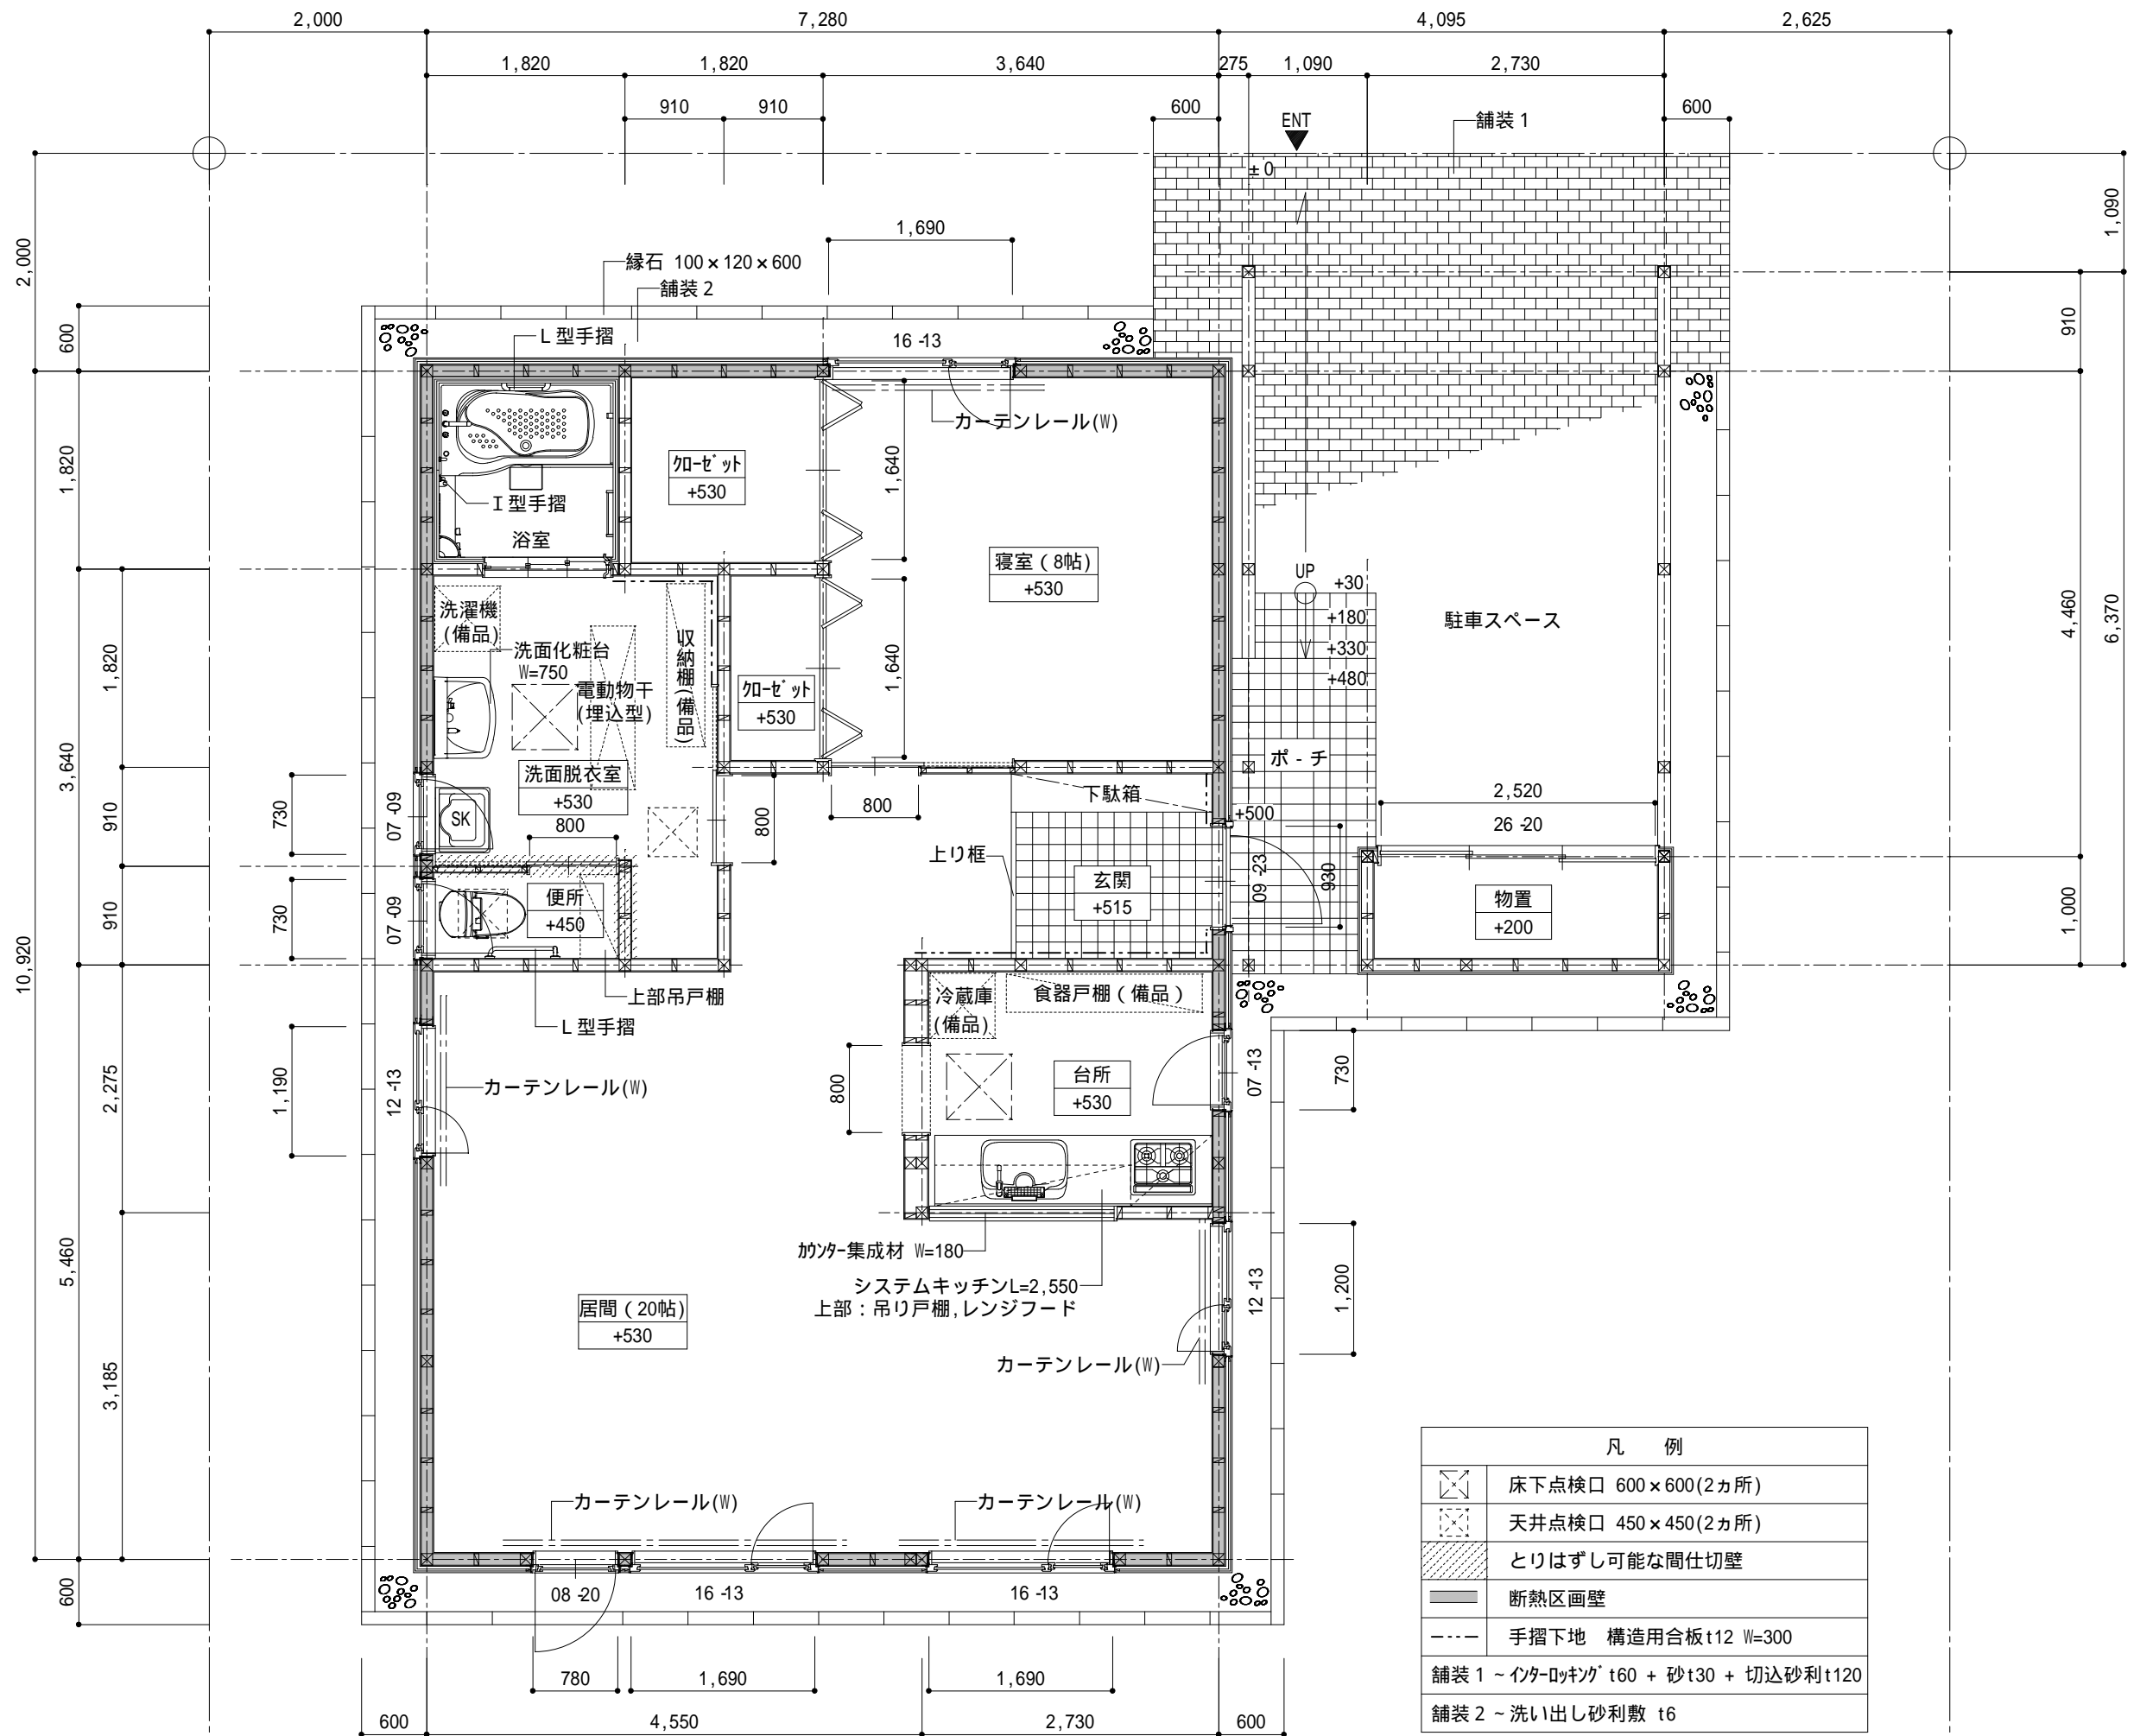 2,000
7,280
4,095
2,625
1,820
1,820
3,640
275
1,090
2,730
910
910
600
600
ENT
舗装1
±0
1,090
2,000
1,690
縁石 100×120×600
舗装2
L型手摺
16-13
600
910
カーテンレール(W)
クローゼット
+530
1,640
1,820
I型手摺
浴室
寝室(8帖)
+530
UP
+30
+180
+330
+480
駐車スペース
4,460
6,370
洗濯機
(備品)
洗面化粧台
W=750
電動物干
(埋込型)
収納棚(備品)
1,640
クローゼット
+530
1,820
3,640
ポ-チ
洗面脱衣室
+530
800
800
800
下駄箱
+500
2,520
26-20
SK
07-09
730
910
上り框
玄関
+515
09-23
930
便所
+450
物置
+200
1,000
07-09
730
910
10,920
上部吊戸棚
L型手摺
冷蔵庫
(備品)
食器戸棚(備品)
カーテンレール(W)
12-13
1,190
2,275
800
台所
+530
07-13
730
カウンター集成材 W=180
システムキッチンL=2,550
上部:吊り戸棚,レンジフード
12-13
1,200
5,460
居間(20帖)
+530
カーテンレール(W)
3,185
カーテンレール(W)
カーテンレール(W)
08-20
16-13
16-13
600
780
1,690
1,690
600
4,550
2,730
600
凡 例
床下点検口 600×600(2ヵ所)
天井点検口 450×450(2ヵ所)
とりはずし可能な間仕切壁
断熱区画壁
手摺下地 構造用合板t12 W=300
舗装1~インターロッキング t60 + 砂t30 + 切込砂利t120
舗装2~洗い出し砂利敷 t6